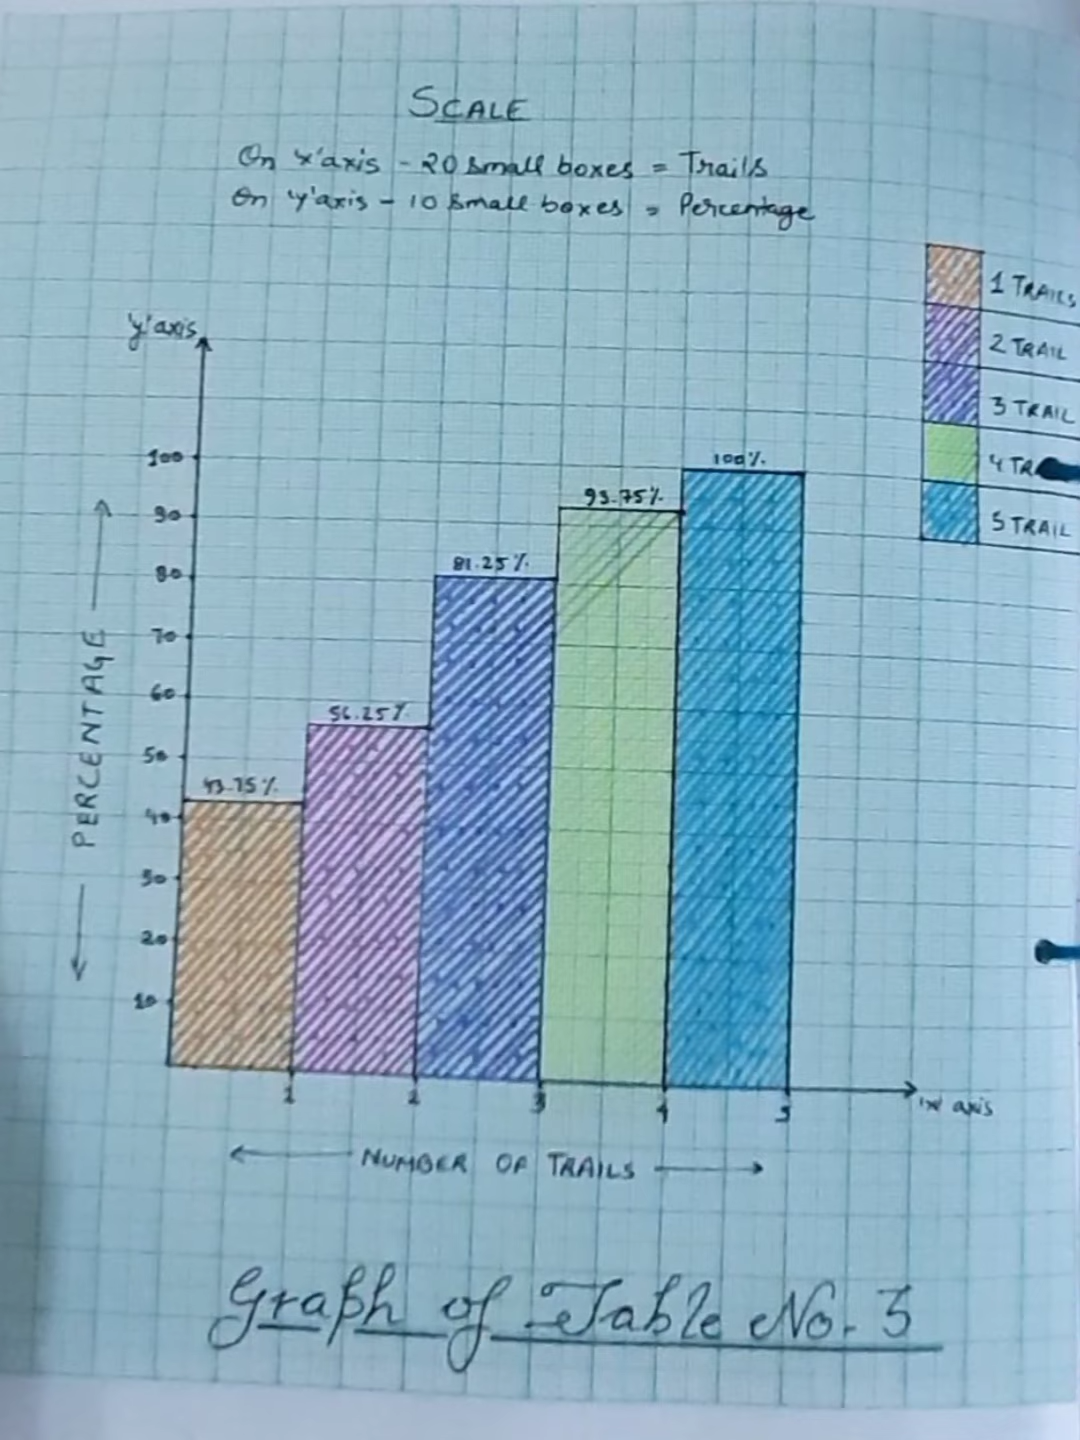 SCALE
On 'x'axis - 20 small boxes = Trails
On 'y'axis - 10 small boxes = Percentage
1 TRAILS
2 TRAIL
3 TRAIL
4 TRA
5 TRAIL
'y'axis
100
90
80
70
60
50
40
30
20
10
PERCENTAGE
43.75%
56.25%
81.25%
93.75%
100%
1 2 3 4 5
'x' axis
NUMBER OF TRAILS
Graph of Table No. 3